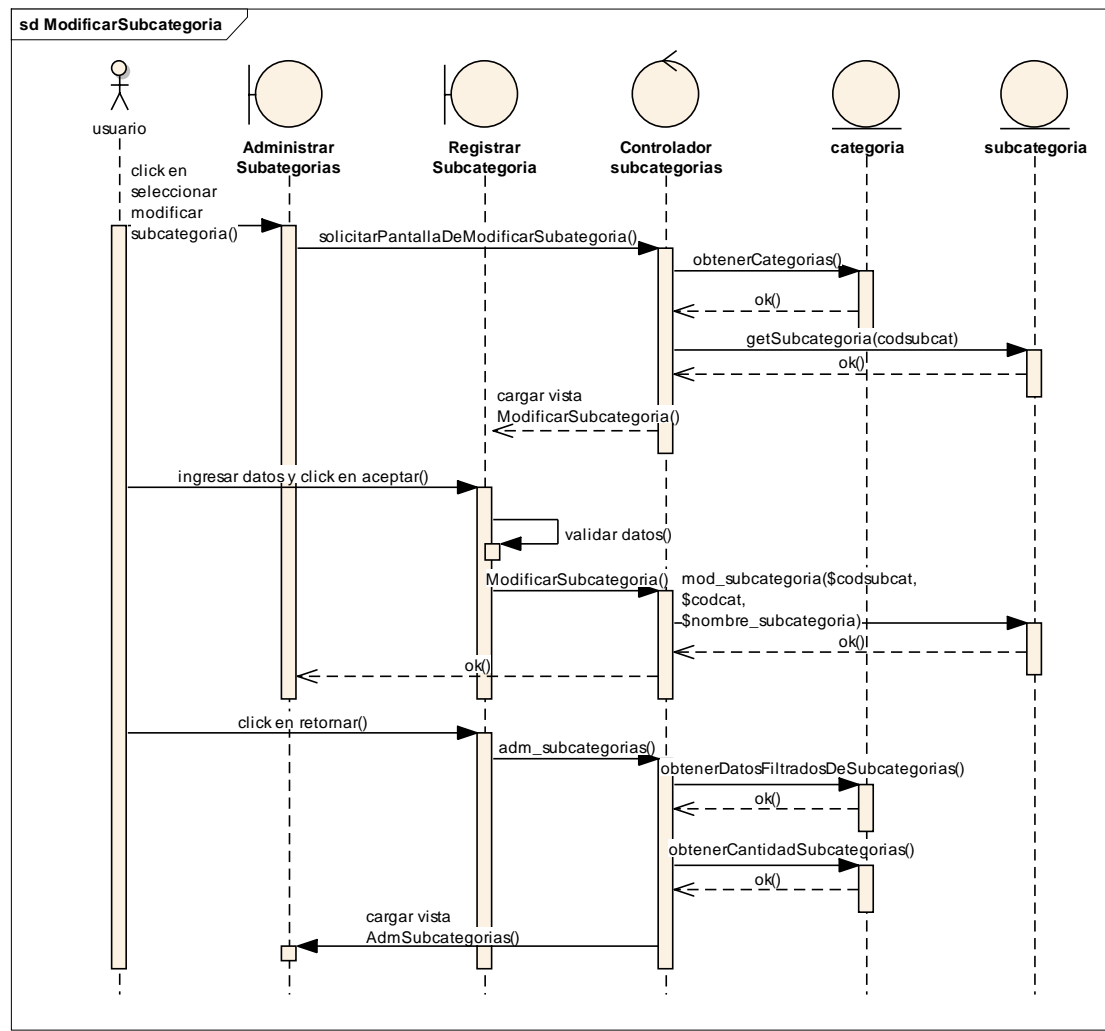 sd ModificarSubcategoria
usuario
Administrar
Subategorias
Registrar
Subcategoria
Controlador
subcategorias
categoria
subcategoria
click en
seleccionar
modificar
subcategoria()
solicitarPantallaDeModificarSubategoria()
obtenerCategorias()
ok()
getSubcategoria(codsubcat)
ok()
cargar vista
ModificarSubcategoria()
ingresar datos y click en aceptar()
validar datos()
ModificarSubcategoria()
mod_subcategoria($codsubcat,
$codcat,
$nombre_subcategoria)
ok()
ok()
click en retornar()
adm_subcategorias()
obtenerDatosFiltradosDeSubcategorias()
ok()
obtenerCantidadSubcategorias()
ok()
cargar vista
AdmSubcategorias()